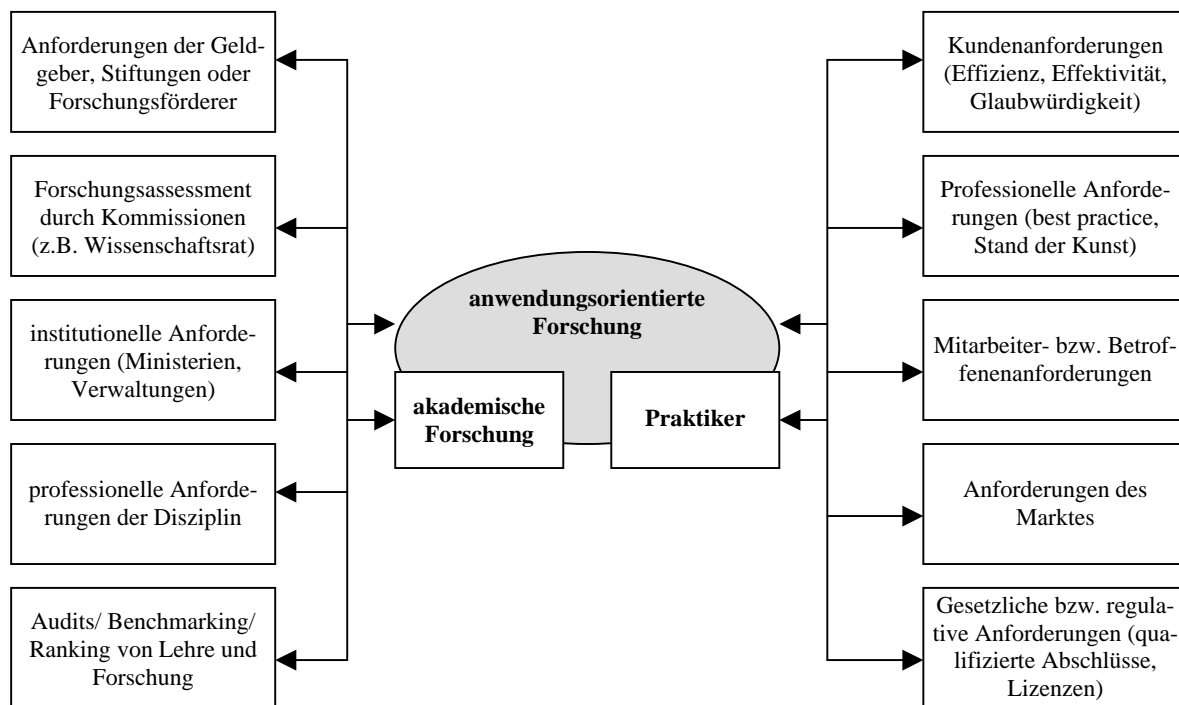 Anforderungen der Geld-
geber, Stiftungen oder
Forschungsförderer
Forschungsassessment
durch Kommissionen
(z.B. Wissenschaftsrat)
institutionelle Anforde-
rungen (Ministerien,
Verwaltungen)
professionelle Anforde-
rungen der Disziplin
Audits/ Benchmarking/
Ranking von Lehre und
Forschung
anwendungsorientierte
Forschung
akademische
Forschung
Praktiker
Kundenanforderungen
(Effizienz, Effektivität,
Glaubwürdigkeit)
Professionelle Anforde-
rungen (best practice,
Stand der Kunst)
Mitarbeiter- bzw. Betrof-
fenenanforderungen
Anforderungen des
Marktes
Gesetzliche bzw. regula-
tive Anforderungen (qua-
lifizierte Abschlüsse,
Lizenzen)